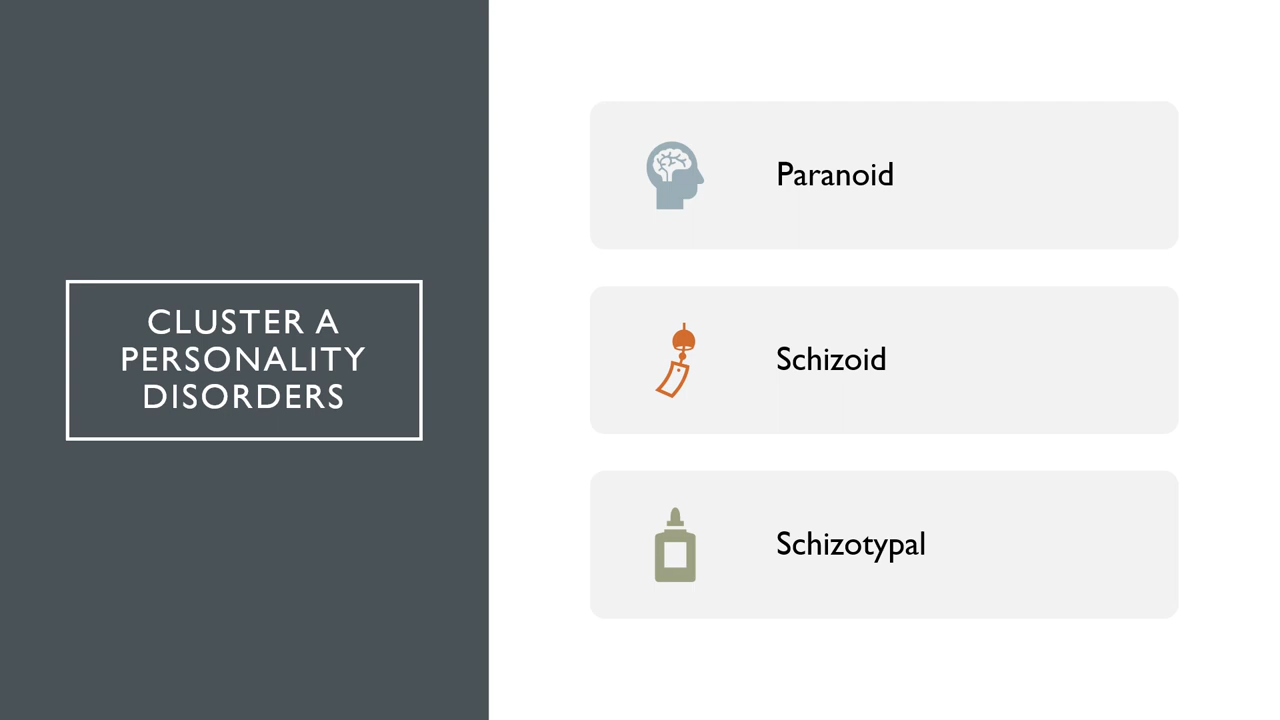 CLUSTER A
PERSONALITY
DISORDERS
Paranoid
Schizoid
Schizotypal